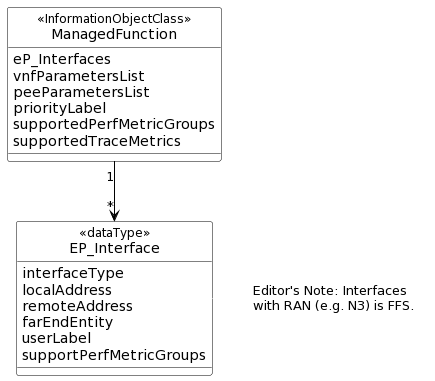 «InformationObjectClass»
ManagedFunction
eP_Interfaces
vnfParametersList
peeParametersList
priorityLabel
supportedPerfMetricGroups
supportedTraceMetrics
1
*
«dataType»
EP_Interface
interfaceType
localAddress
remoteAddress
farEndEntity
userLabel
supportPerfMetricGroups
Editor's Note: Interfaces
with RAN (e.g. N3) is FFS.